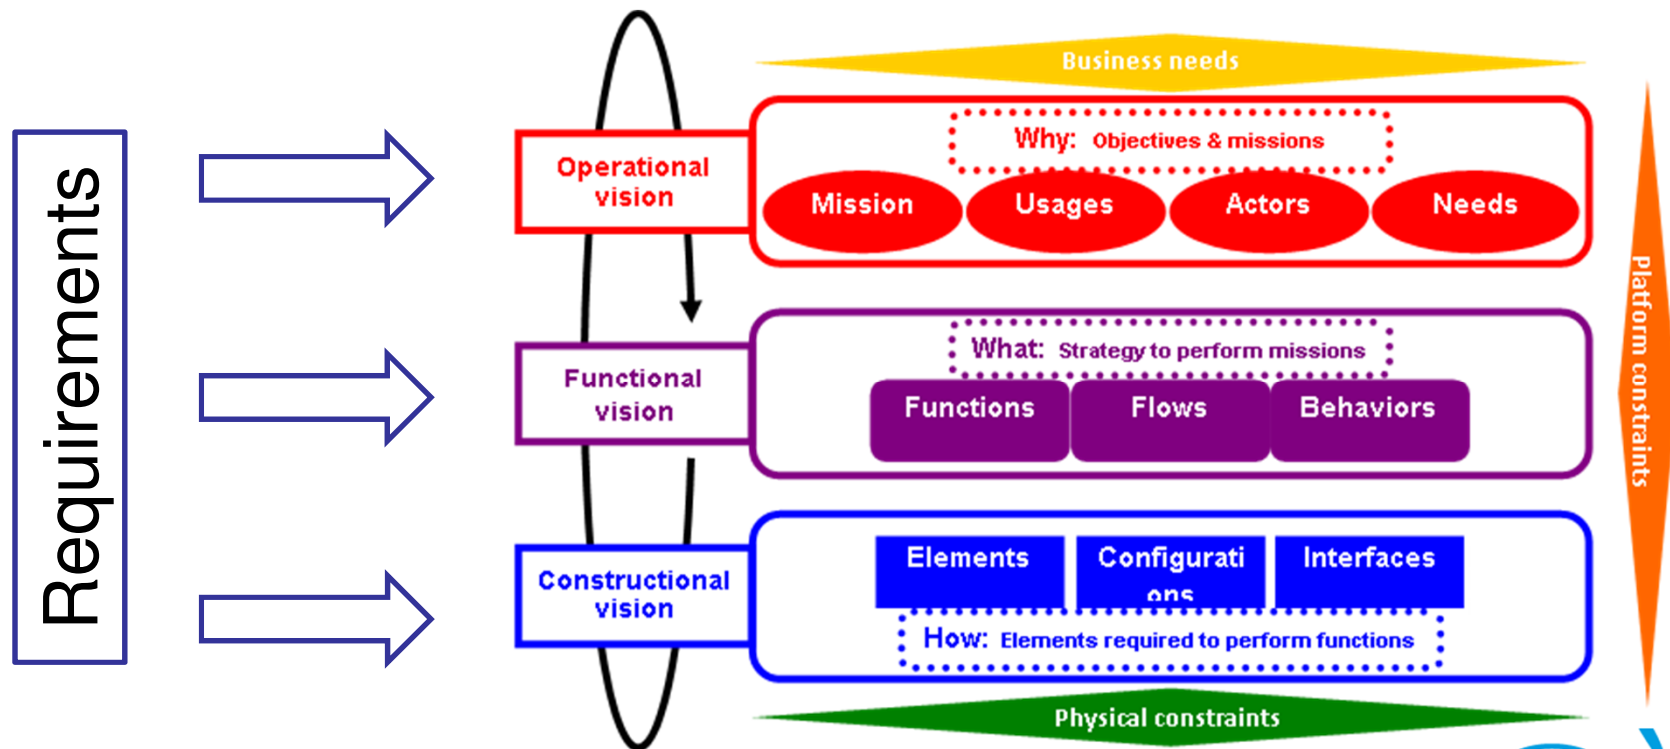 Requirements
Business needs
Operational
vision
Why: Objectives & missions
Mission Usages Actors Needs
Functional
vision
What: Strategy to perform missions
Functions Flows Behaviors
Constructional
vision
Elements Configurati Interfaces
ons
How: Elements required to perform functions
Physical constraints
Platform constraints